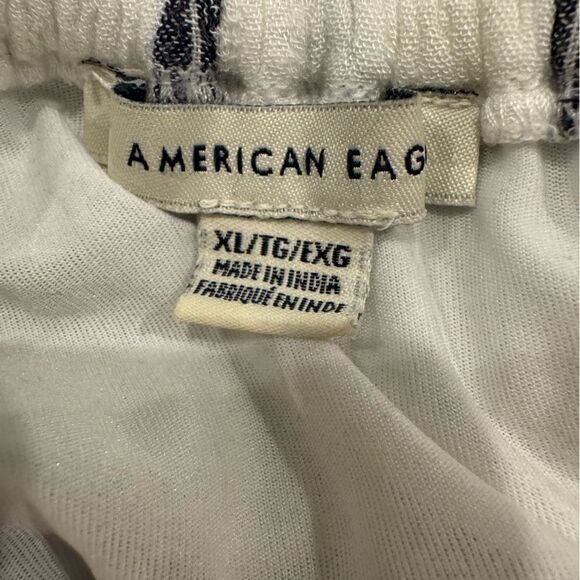 AMERICAN EAG
XL/TG/EXG
MADE IN INDIA
FABRIQUÉ EN INDE